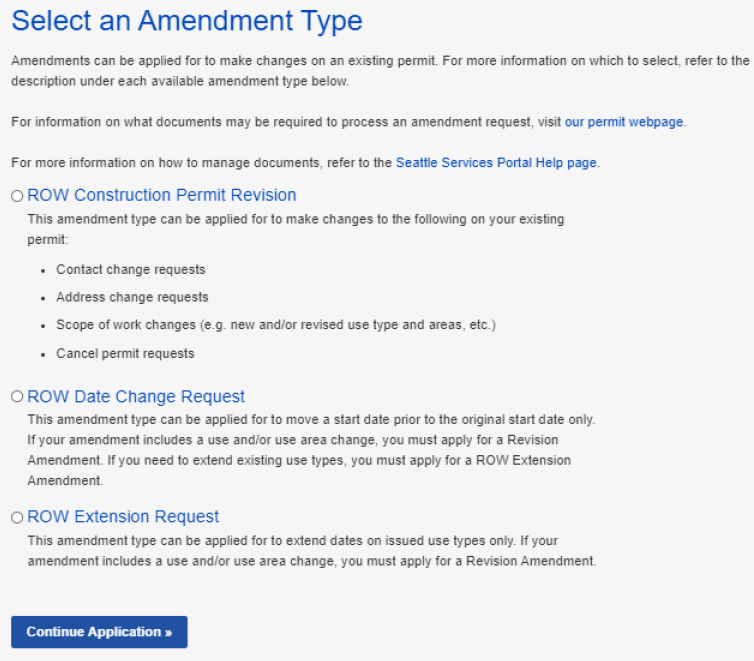 Select an Amendment Type
Amendments can be applied for to make changes on an existing permit. For more information on which to select, refer to the
description under each available amendment type below.
For information on what documents may be required to process an amendment request, visit our permit webpage.
For more information on how to manage documents, refer to the Seattle Services Portal Help page.
ROW Construction Permit Revision
This amendment type can be applied for to make changes to the following on your existing
permit:
• Contact change requests
• Address change requests
• Scope of work changes (e.g. new and/or revised use type and areas, etc.)
• Cancel permit requests
ROW Date Change Request
This amendment type can be applied for to move a start date prior to the original start date only.
If your amendment includes a use and/or use area change, you must apply for a Revision
Amendment. If you need to extend existing use types, you must apply for a ROW Extension
Amendment.
ROW Extension Request
This amendment type can be applied for to extend dates on issued use types only. If your
amendment includes a use and/or use area change, you must apply for a Revision Amendment.
Continue Application »